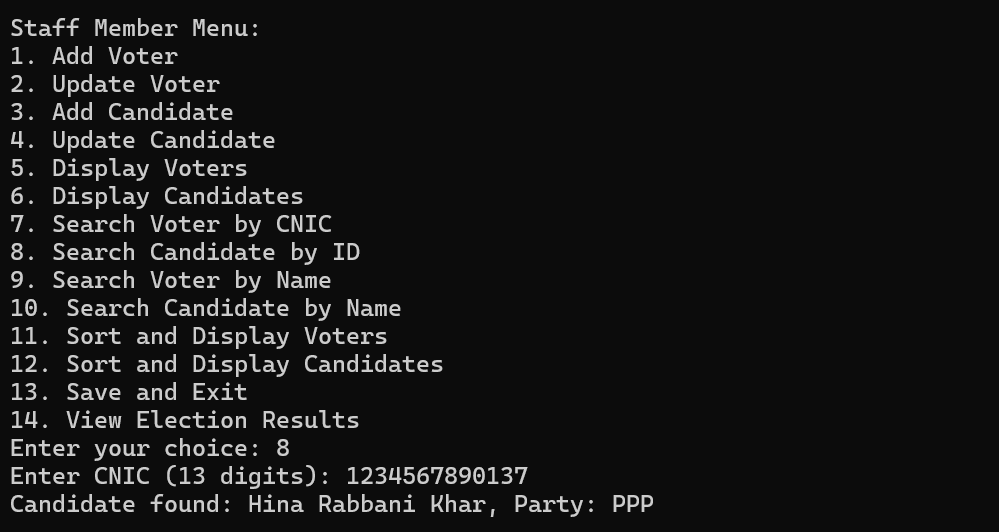 Staff Member Menu:
1. Add Voter
2. Update Voter
3. Add Candidate
4. Update Candidate
5. Display Voters
6. Display Candidates
7. Search Voter by CNIC
8. Search Candidate by ID
9. Search Voter by Name
10. Search Candidate by Name
11. Sort and Display Voters
12. Sort and Display Candidates
13. Save and Exit
14. View Election Results
Enter your choice: 8
Enter CNIC (13 digits): 1234567890137
Candidate found: Hina Rabbani Khar, Party: PPP